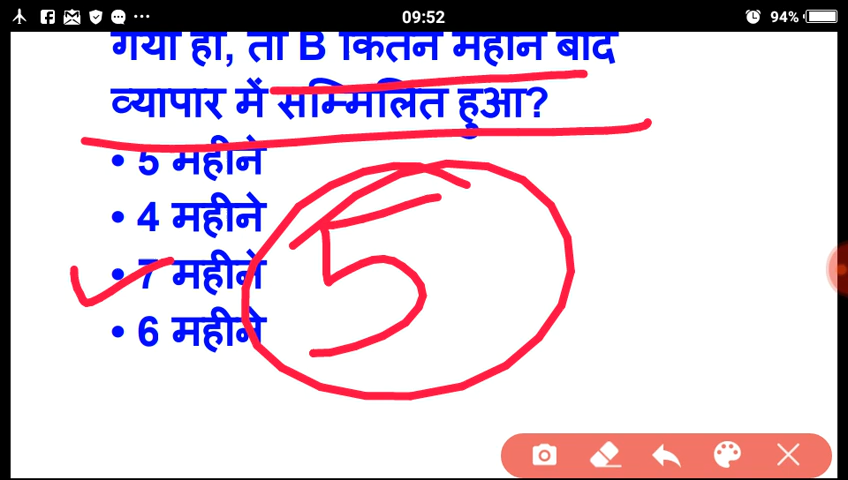 09:52
94%
गया हो, तो B कितने महीने बाद
व्यापार में सम्मिलित हुआ?
• 5 महीने
• 4 महीने
• 7 महीने
• 6 महीने
5